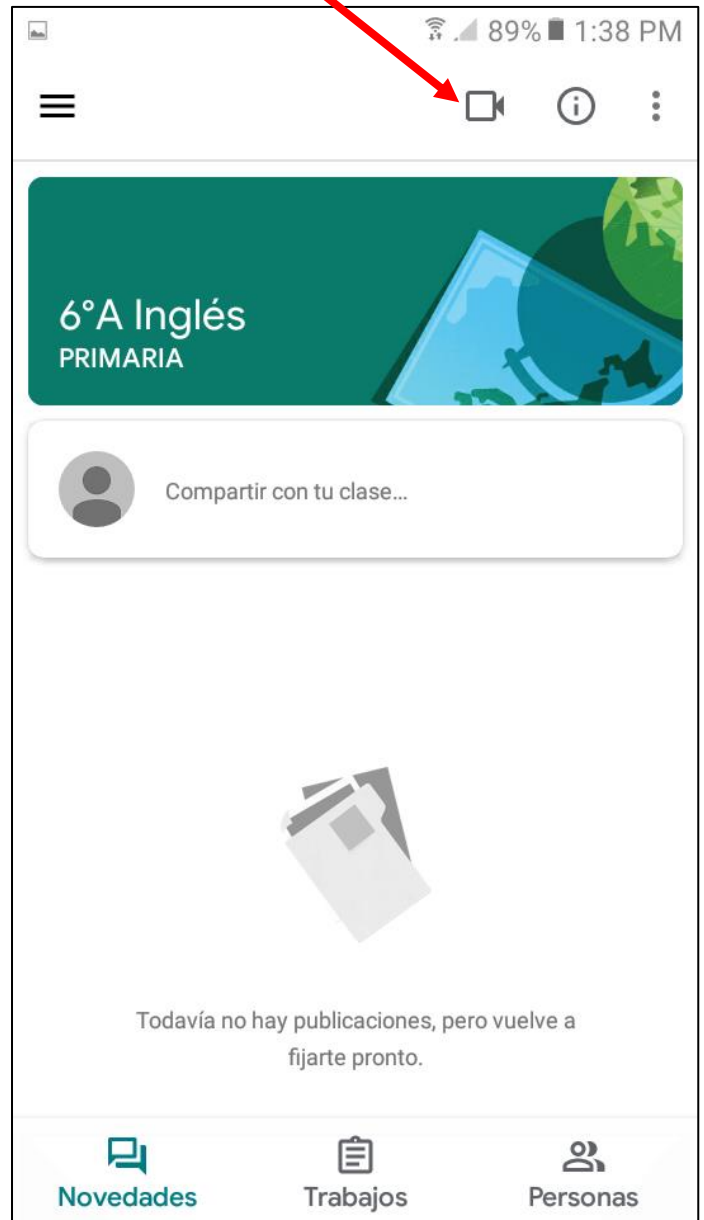 89% 1:38 PM
6°A Inglés
PRIMARIA
Compartir con tu clase...
Todavía no hay publicaciones, pero vuelve a
fijarte pronto.
Novedades Trabajos Personas